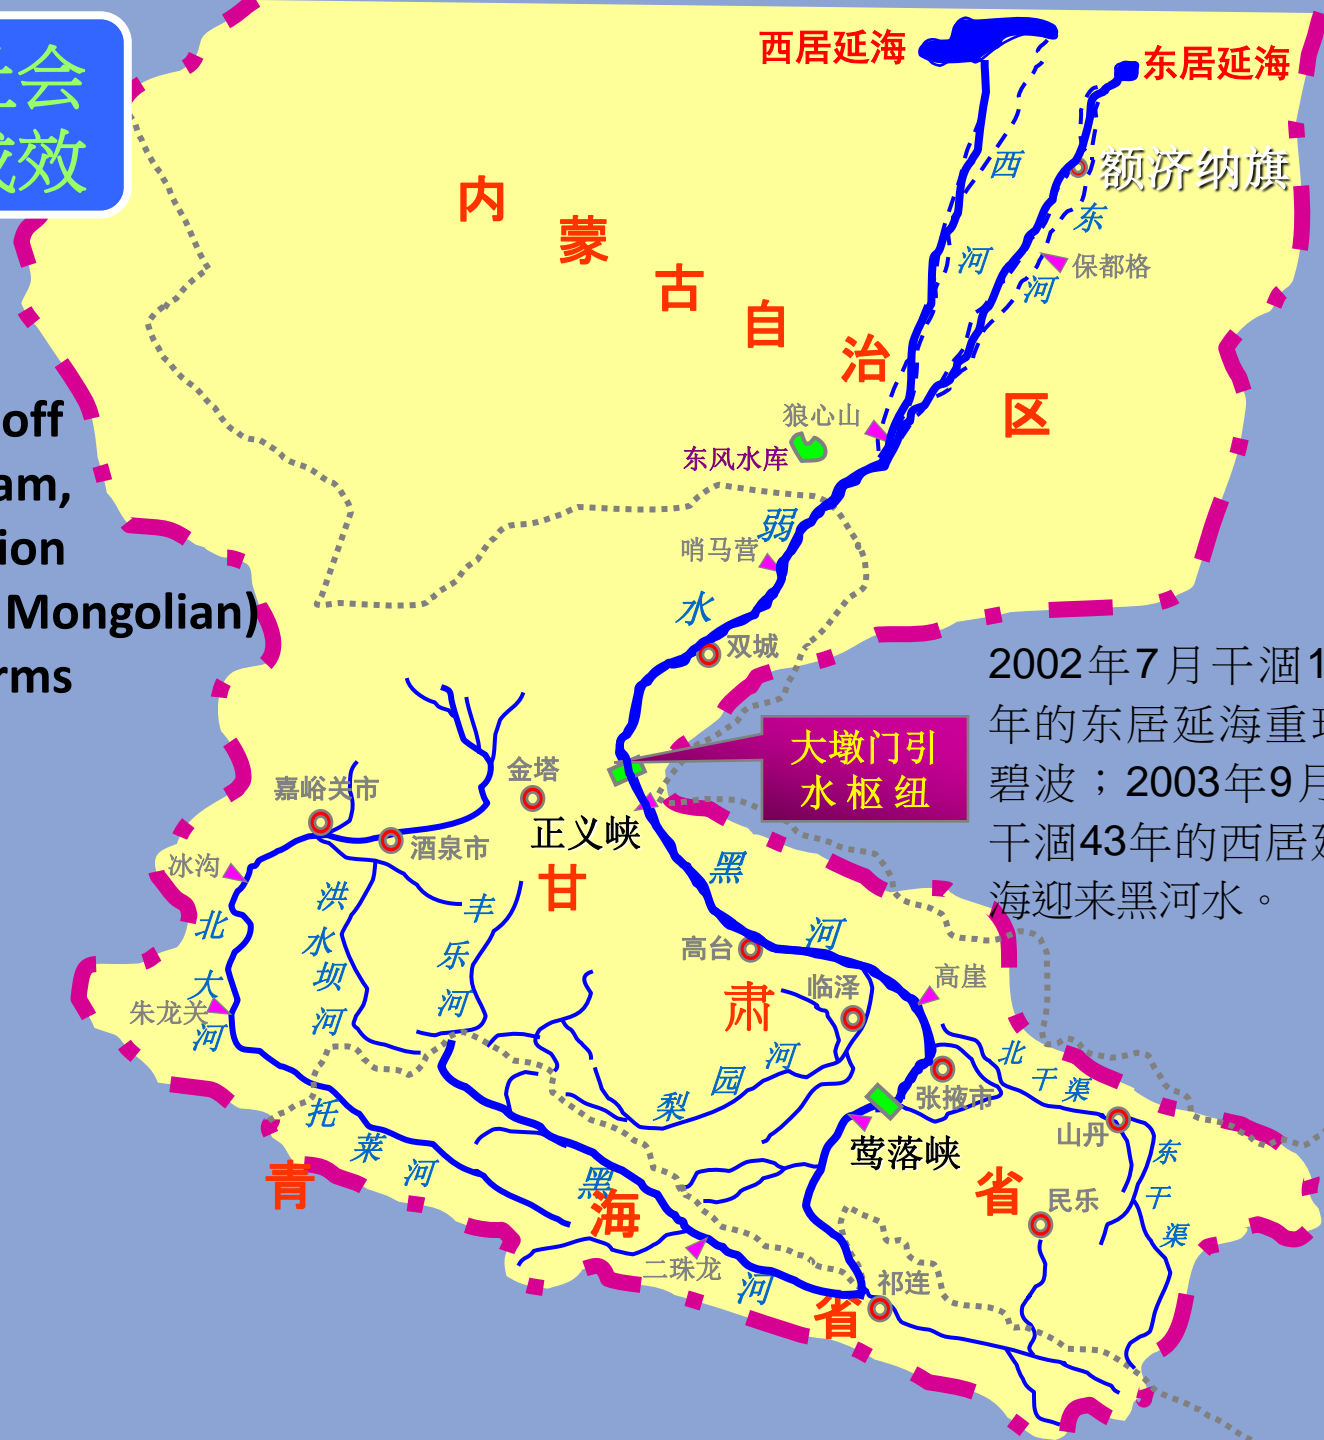 社会
成效
西居延海
东居延海
额济纳旗
西河
东河
保都格
内蒙古自治区
狼心山
东风水库
off
am,
ion
Mongolian)
rms
弱水
哨马营
双城
2002年7月干涸1
年的东居延海重现
碧波；2003年9月
干涸43年的西居延
海迎来黑河水。
大墩门引
水枢纽
金塔
嘉峪关市
酒泉市
正义峡
冰沟
甘肃省
黑河
洪水坝河
丰乐河
北大河
朱龙关
高台
临泽
高崖
北干渠
梨园河
张掖市
山丹
莺落峡
东干渠
民乐
托莱河
青海省
黑河
二珠龙
祁连